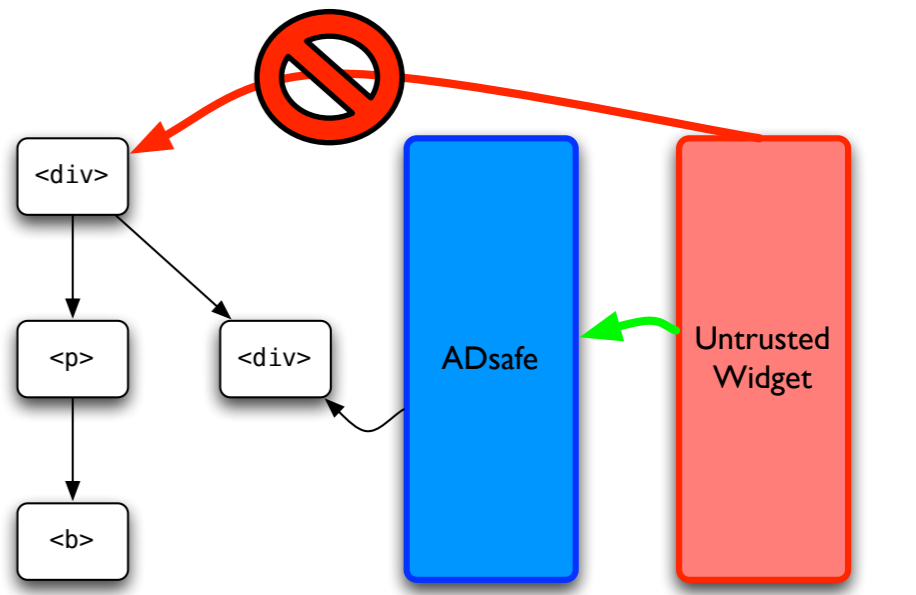 <div>
<p>
<div>
ADsafe
Untrusted
Widget
<b>